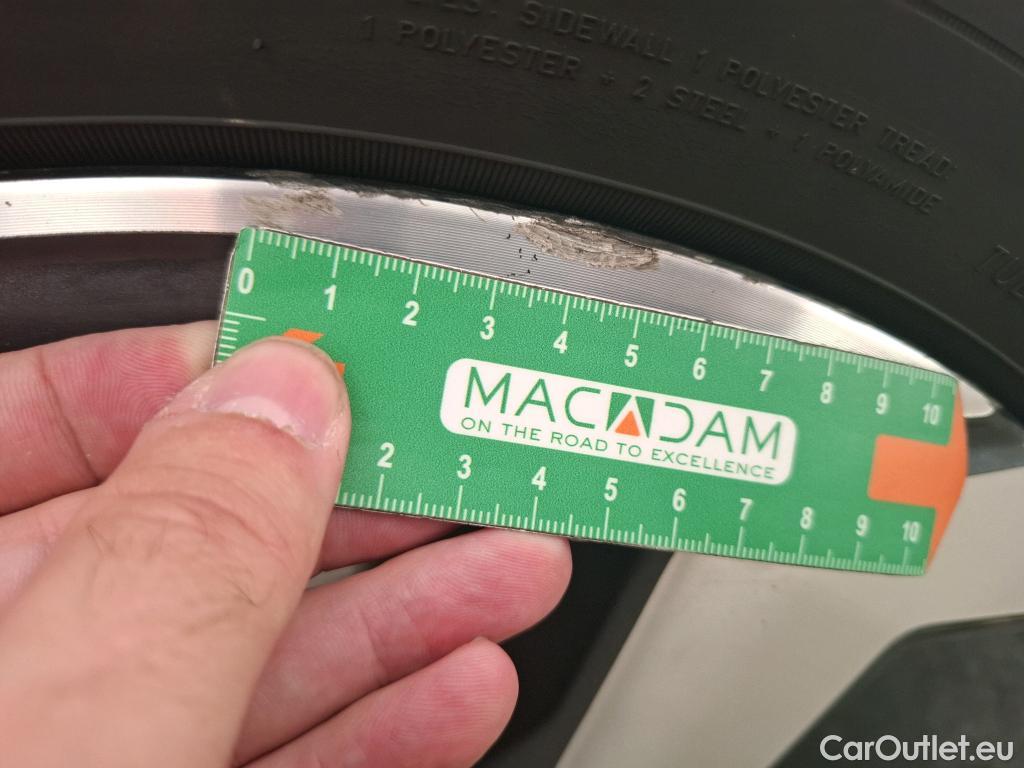 SIDEWALL 1 POLYESTER TREAD:
1 POLYESTER + 2 STEEL + 1 POLYAMIDE
0 1 2 3 4 5 6 7 8 9 10
MACADAM
ON THE ROAD TO EXCELLENCE
2 3 4 5 6 7 8 9 10
CarOutlet.eu